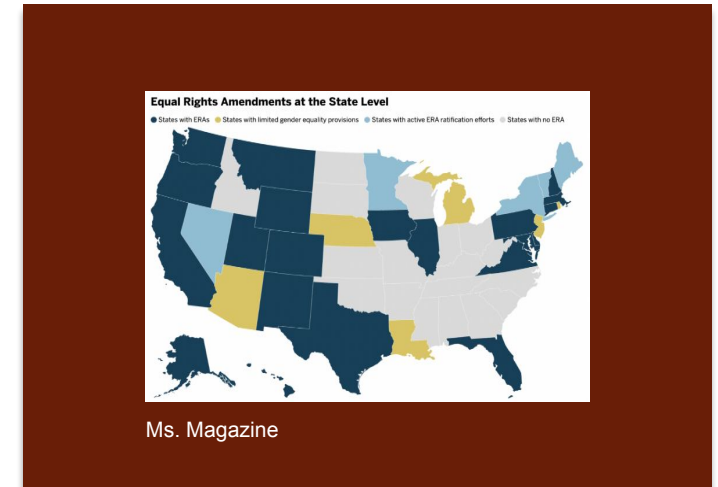 Equal Rights Amendments at the State Level
States with ERAs States with limited gender equality provisions States with active ERA ratification efforts States with no ERA
Ms. Magazine